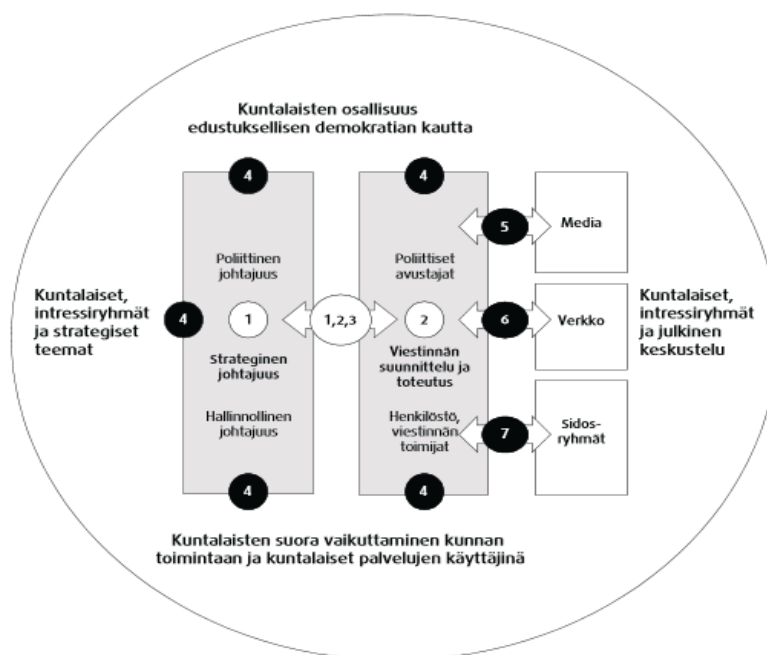 Kuntalaisten osallisuus
edustuksellisen demokratian kautta
4
4
5
Media
Poliittinen
johtajuus
Poliittiset
avustajat
Kuntalaiset,
intressiryhmät
ja strategiset
teemat
4
1
1,2,3
2
6
Verkko
Kuntalaiset,
intressiryhmät
ja julkinen
keskustelu
Strateginen
johtajuus
Viestinnän
suunnittelu ja
toteutus
Hallinnollinen
johtajuus
Henkilöstö,
viestinnän
toimijat
7
Sidos-
ryhmät
4
4
Kuntalaisten suora vaikuttaminen kunnan
toimintaan ja kuntalaiset palvelujen käyttäjinä